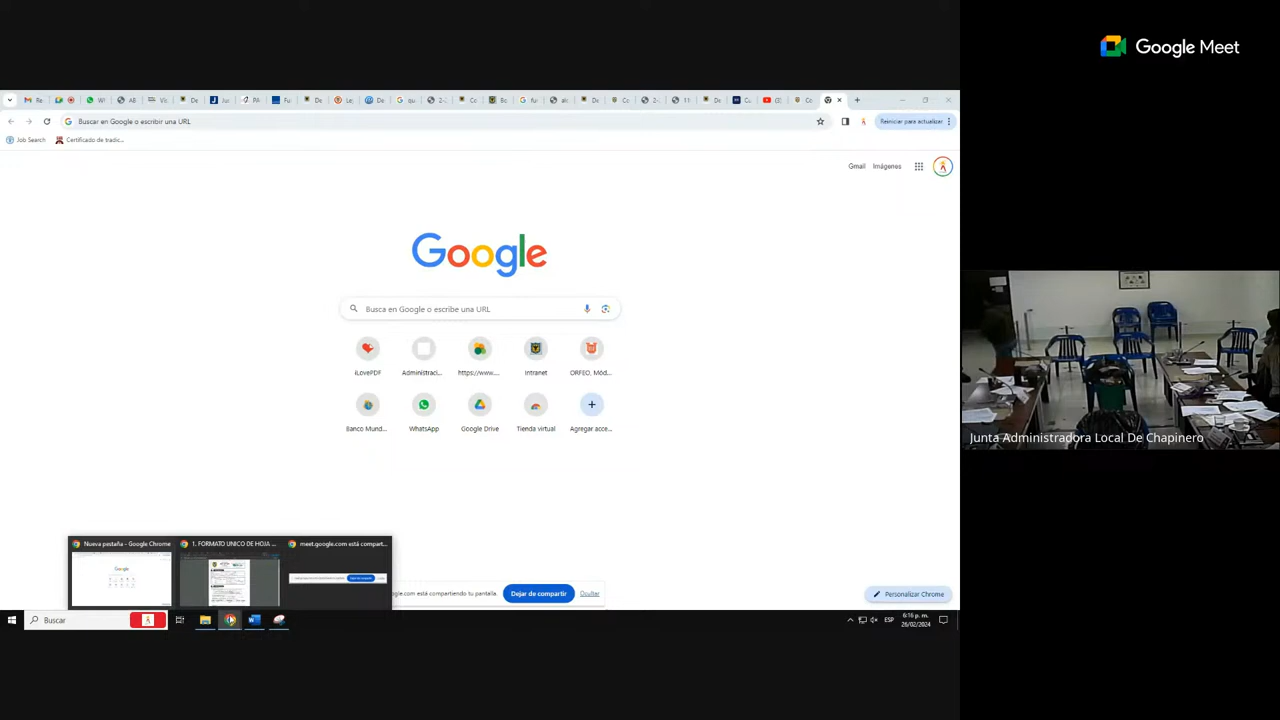 Google Meet
Buscar en Google o escribir una URL
Reiniciar para actualizar
Job Search
Certificado de tradic...
Gmail
Imágenes
Google
Busca en Google o escribe una URL
iLovePDF
Administraci...
https://www....
Intranet
ORFEO, Mód...
Banco Mund...
WhatsApp
Google Drive
Tienda virtual
Agregar acce...
Junta Administradora Local De Chapinero
Nueva pestaña - Google Chrome
1. FORMATO UNICO DE HOJA ...
meet.google.com está compart...
ogle.com está compartiendo tu pantalla.
Dejar de compartir
Ocultar
Personalizar Chrome
Buscar
ESP
6:16 p. m.
26/02/2024